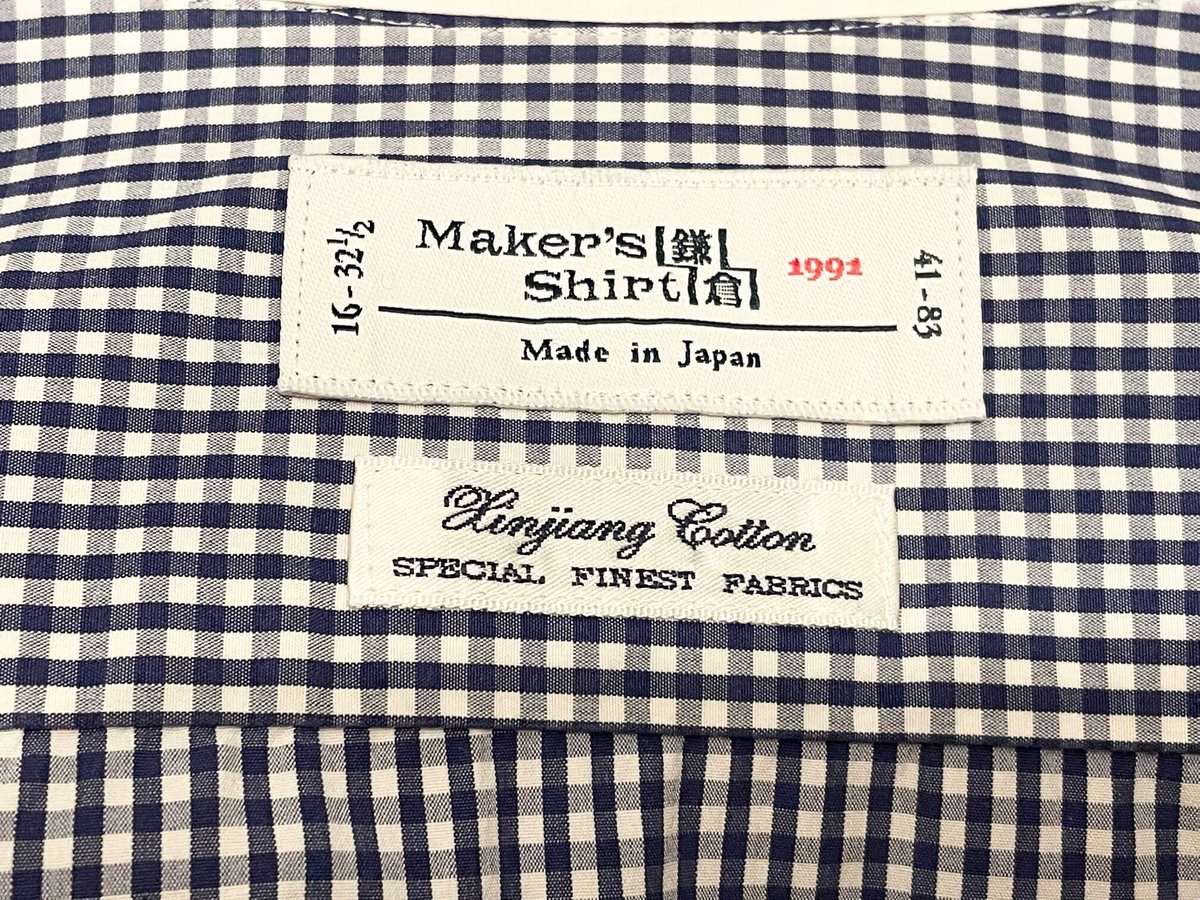 16-32½
Maker's 鎌
Shirt 倉
1991
41-83
Made in Japan
Xinjiang Cotton
SPECIAL FINEST FABRICS